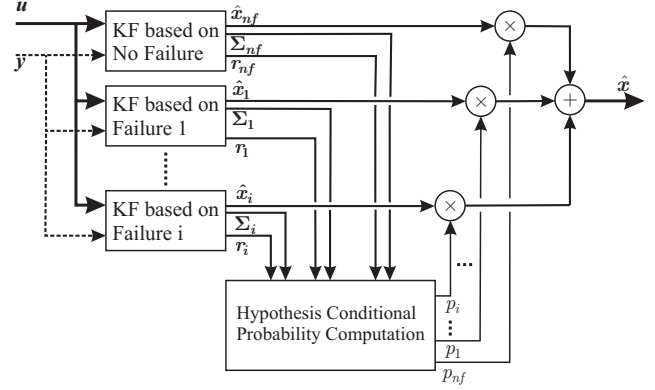 u
y
KF based on
No Failure
x̂_nf
Σ_nf
r_nf
KF based on
Failure 1
x̂_1
Σ_1
r_1
KF based on
Failure i
x̂_i
Σ_i
r_i
×
×
×
+
x̂
Hypothesis Conditional
Probability Computation
p_i
p_1
p_nf